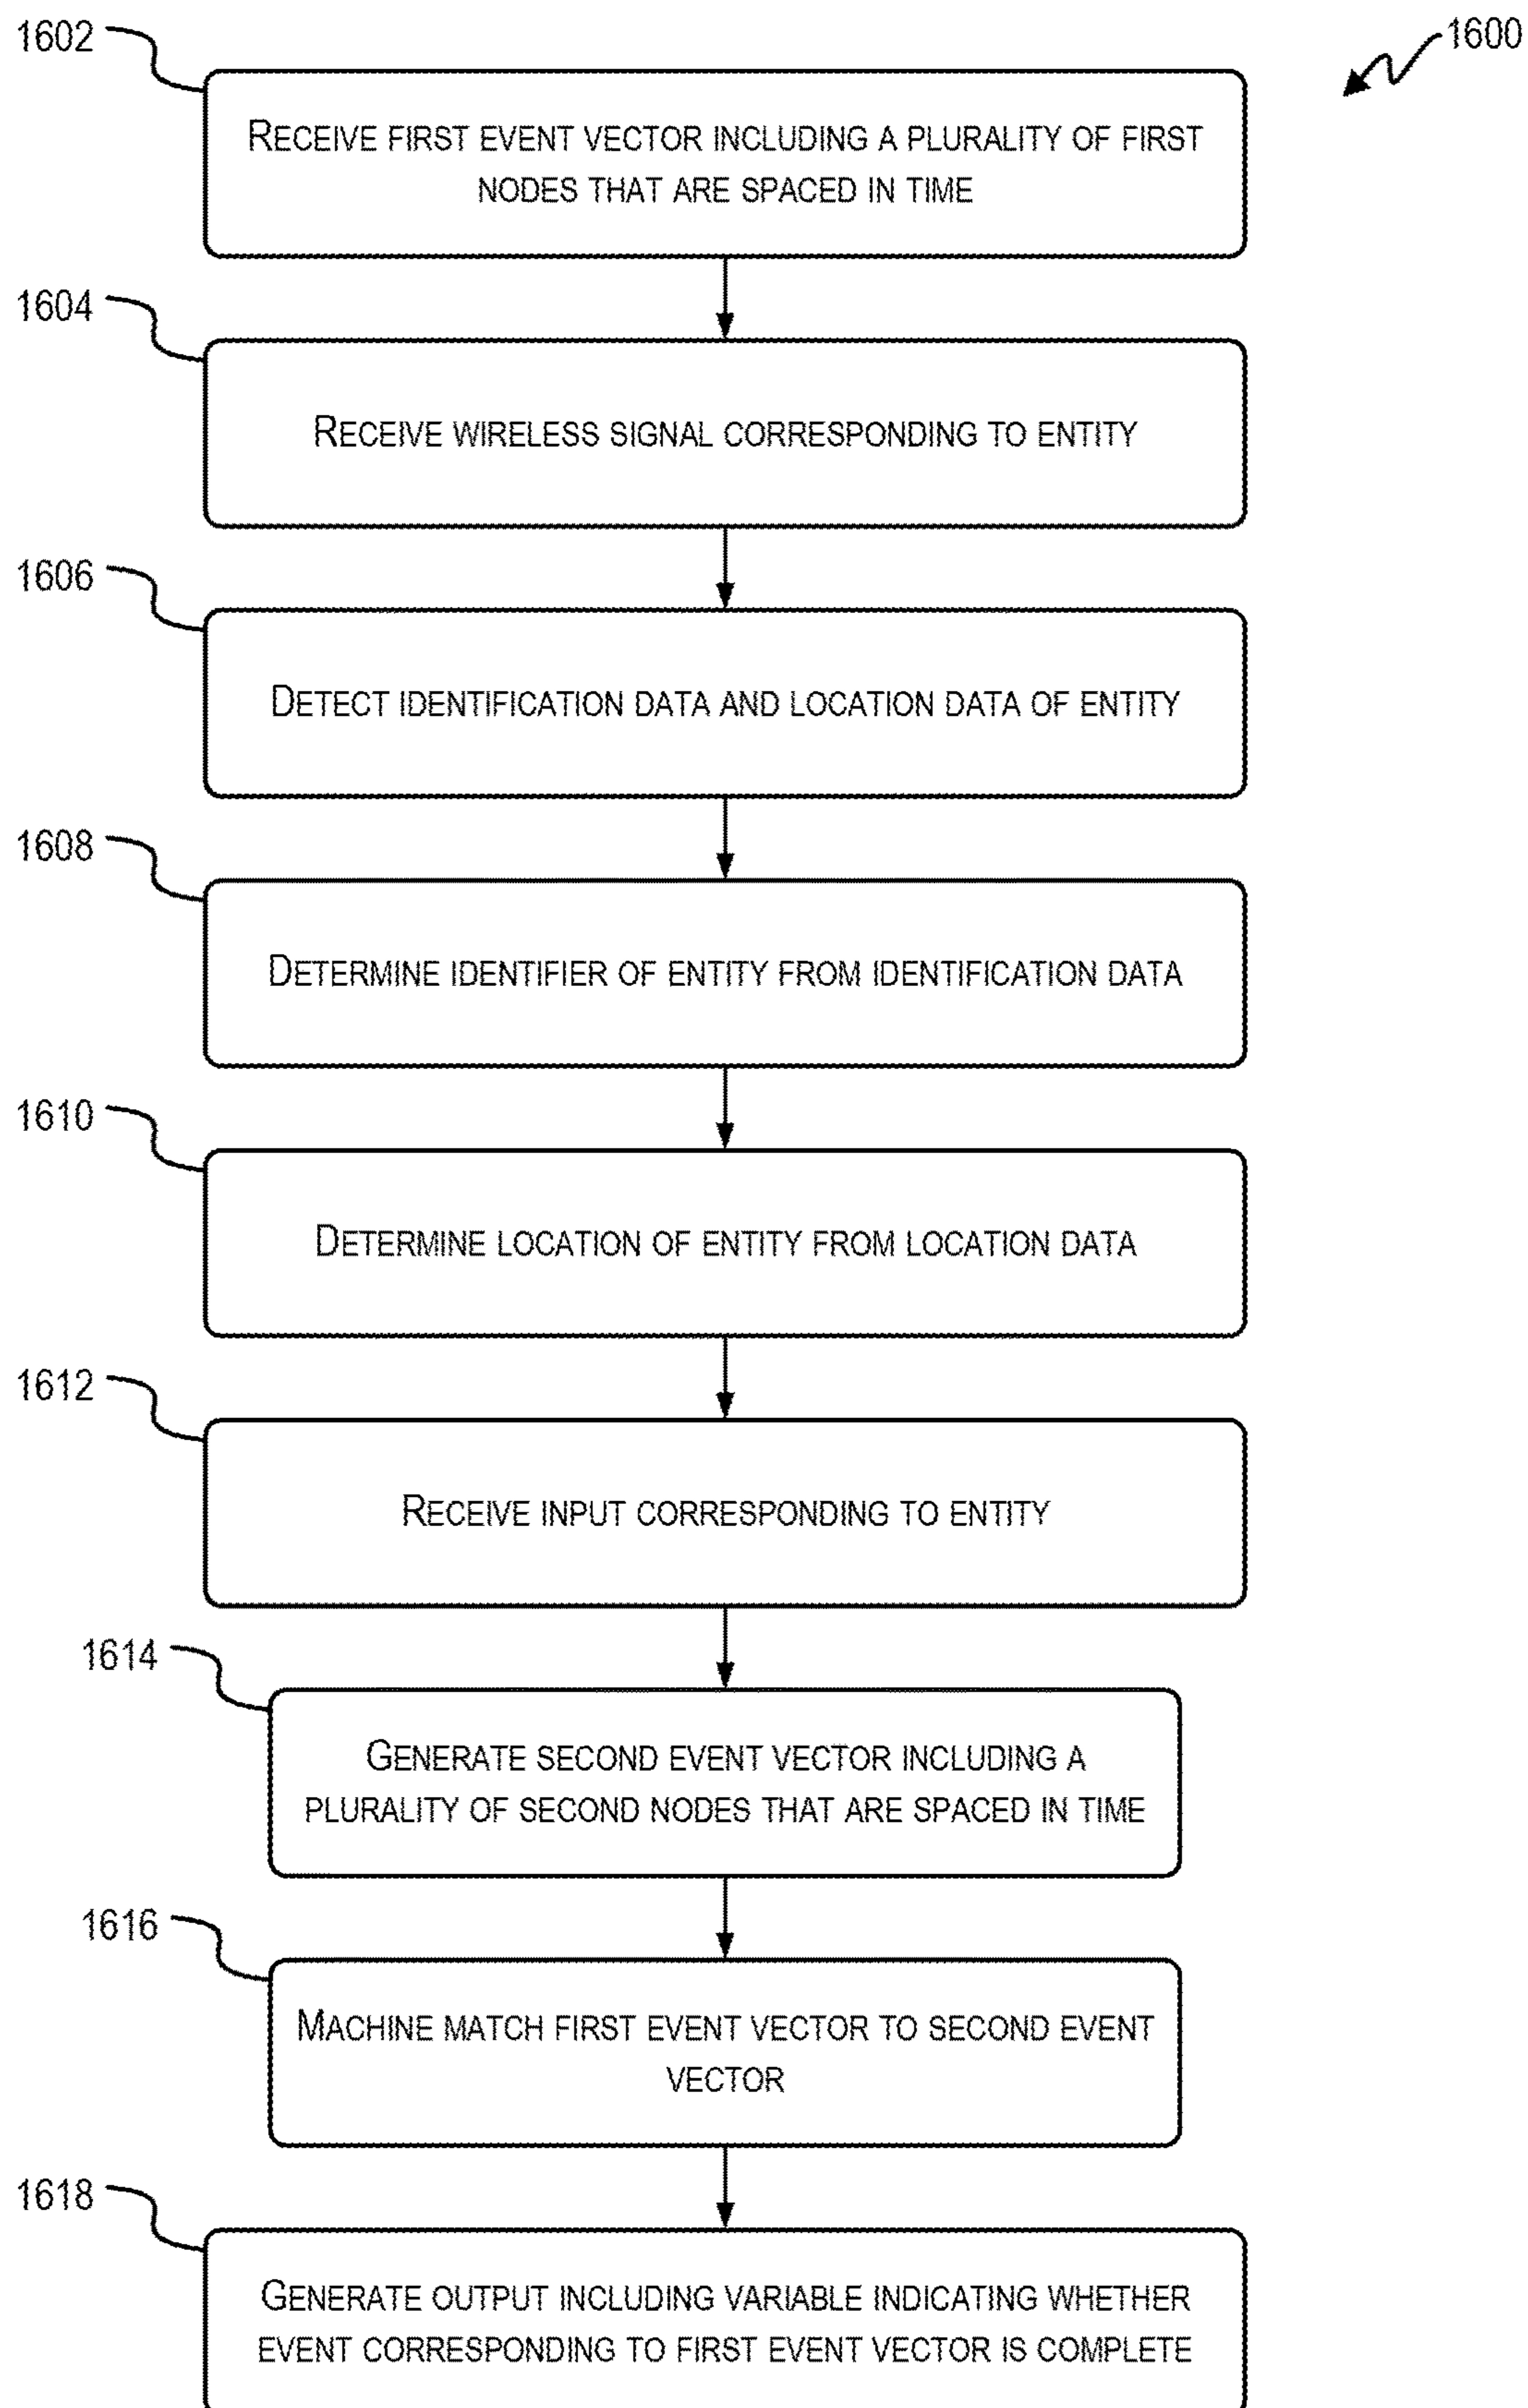 1602
1600
RECEIVE FIRST EVENT VECTOR INCLUDING A PLURALITY OF FIRST
NODES THAT ARE SPACED IN TIME
1604
RECEIVE WIRELESS SIGNAL CORRESPONDING TO ENTITY
1606
DETECT IDENTIFICATION DATA AND LOCATION DATA OF ENTITY
1608
DETERMINE IDENTIFIER OF ENTITY FROM IDENTIFICATION DATA
1610
DETERMINE LOCATION OF ENTITY FROM LOCATION DATA
1612
RECEIVE INPUT CORRESPONDING TO ENTITY
1614
GENERATE SECOND EVENT VECTOR INCLUDING A
PLURALITY OF SECOND NODES THAT ARE SPACED IN TIME
1616
MACHINE MATCH FIRST EVENT VECTOR TO SECOND EVENT
VECTOR
1618
GENERATE OUTPUT INCLUDING VARIABLE INDICATING WHETHER
EVENT CORRESPONDING TO FIRST EVENT VECTOR IS COMPLETE